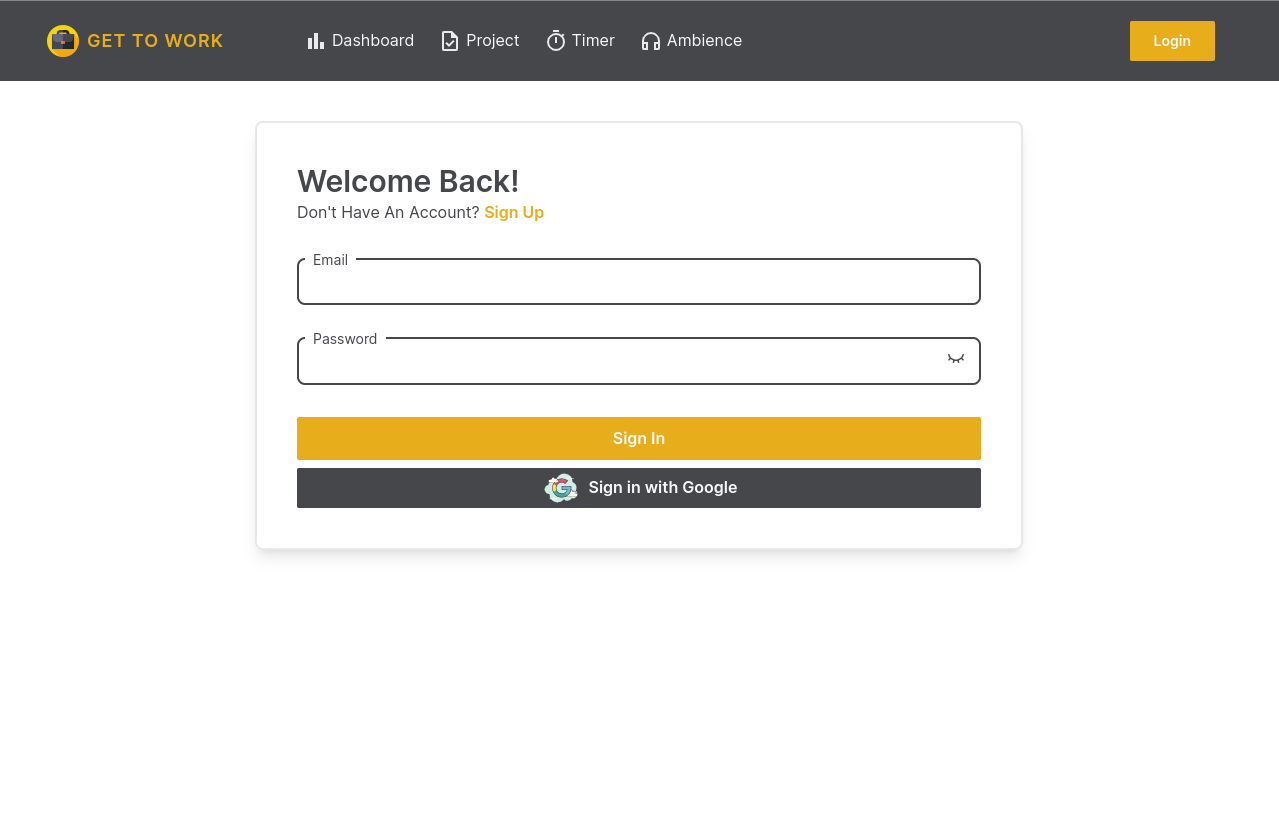 GET TO WORK
Dashboard
Project
Timer
Ambience
Login
Welcome Back!
Don't Have An Account? Sign Up
Email
Password
Sign In
Sign in with Google